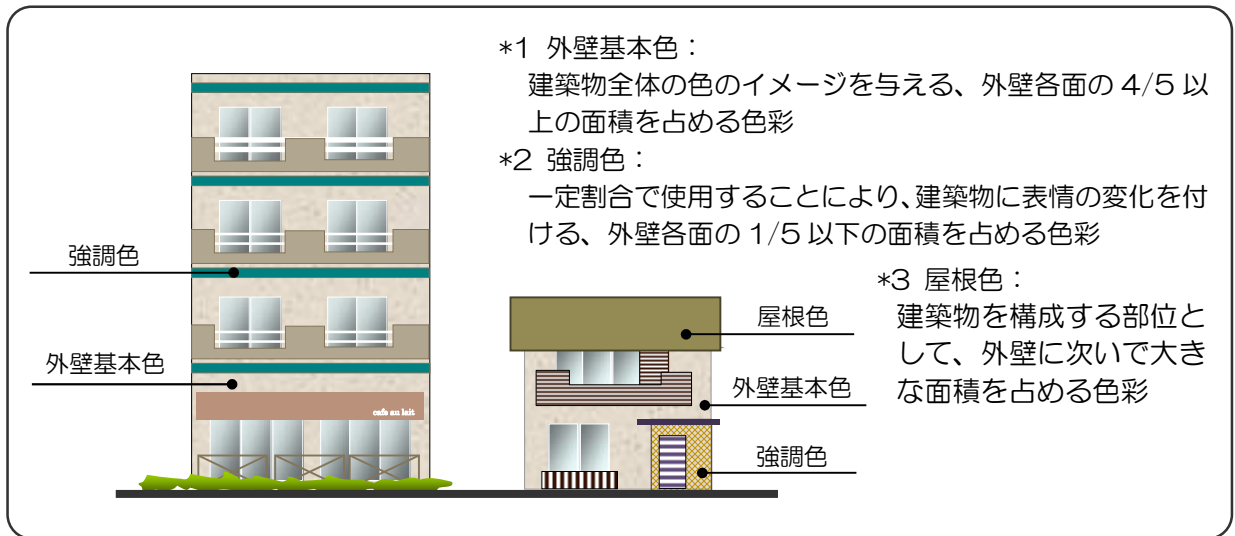 *1 外壁基本色：
建築物全体の色のイメージを与える、外壁各面の 4/5 以
上の面積を占める色彩
*2 強調色：
一定割合で使用することにより、建築物に表情の変化を付
ける、外壁各面の 1/5 以下の面積を占める色彩
*3 屋根色：
建築物を構成する部位と
して、外壁に次いで大き
な面積を占める色彩
強調色
外壁基本色
cafe au lait
屋根色
外壁基本色
強調色